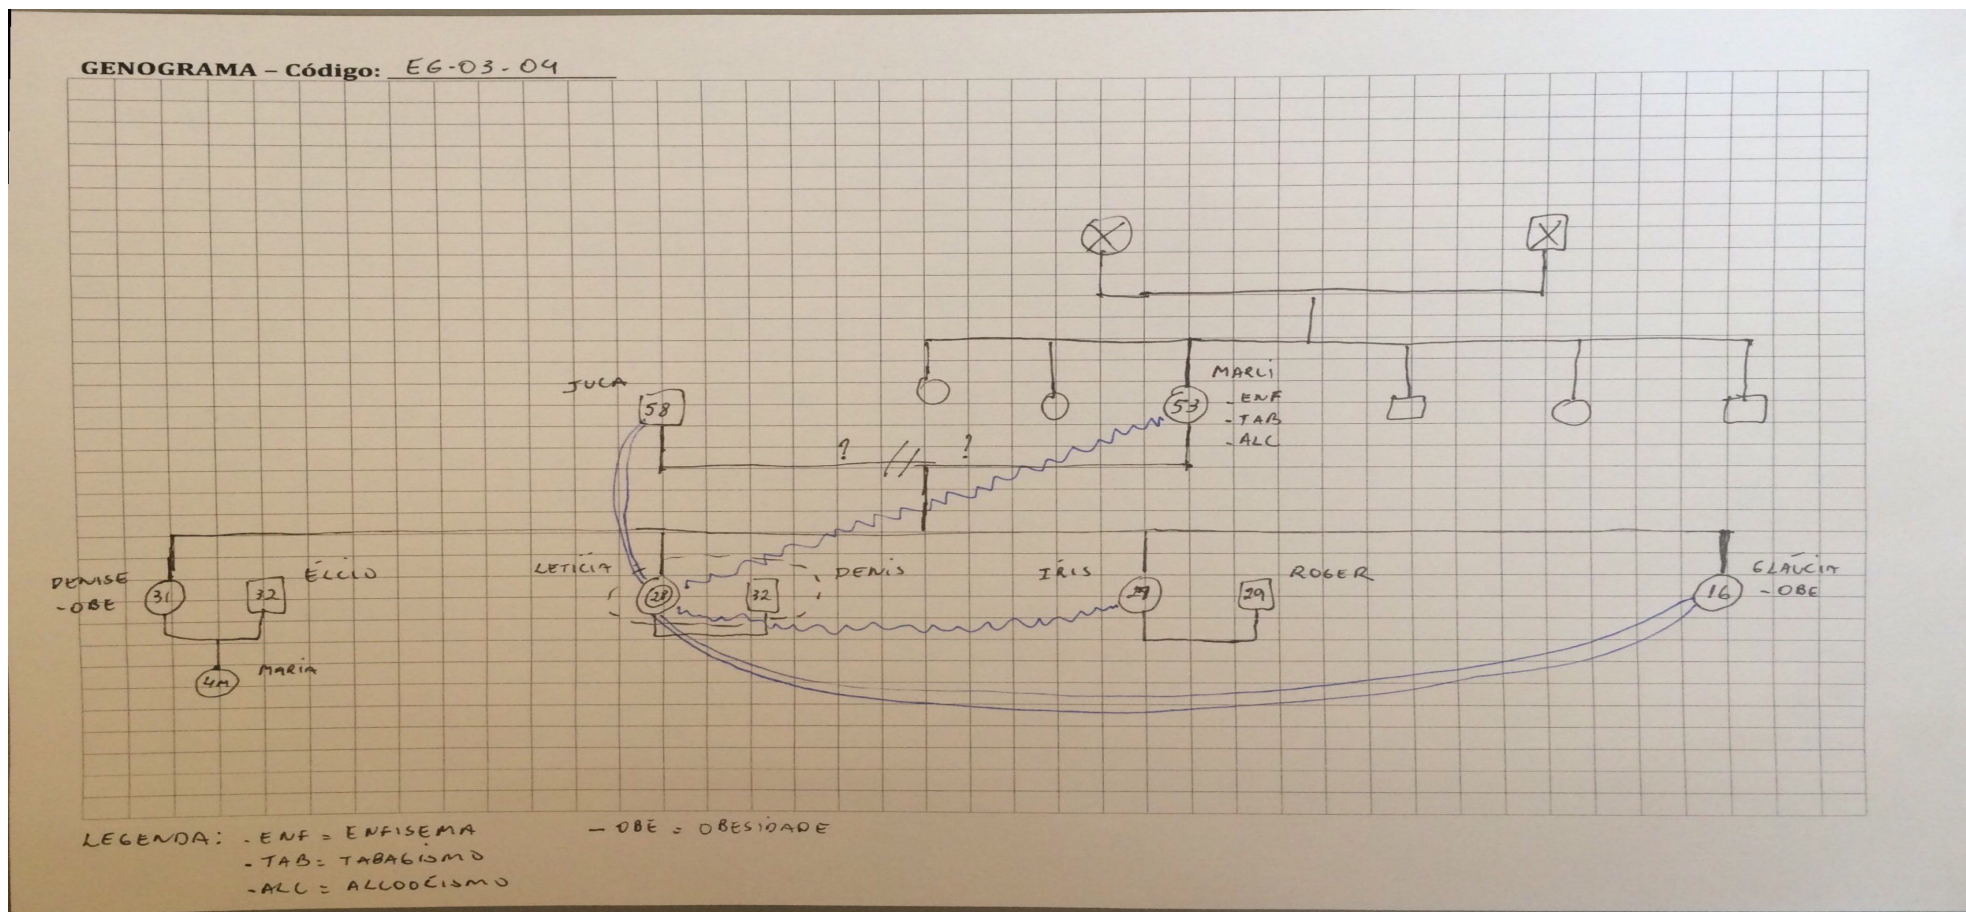 GENOGRAMA – Código: EG-03-04
MARLI
JUCA
58
53
- ENF
- TAB
- ALC
? ?
DENISE
- OBE
31
32
ÉLCIO
LETÍCIA
28
32
DENIS
ÍRIS
29
ROGER
16
GLÁUCIA
- OBE
4M
MARIA
LEGENDA: - ENF = ENFISEMA
- OBE = OBESIDADE
- TAB = TABAGISMO
- ALC = ALCOOLISMO